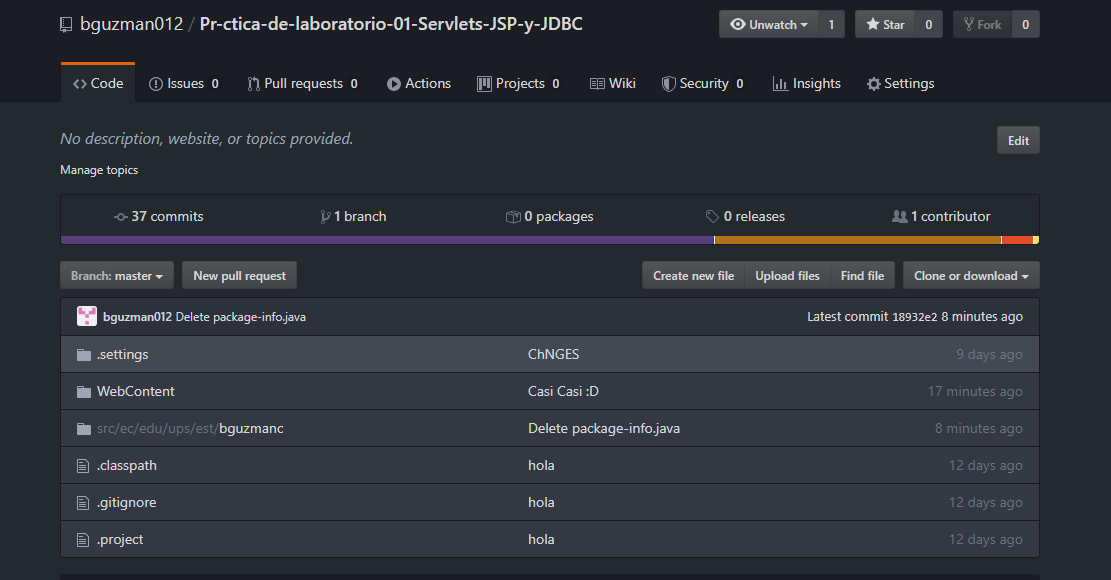 bguzman012 / Pr-ctica-de-laboratorio-01-Servlets-JSP-y-JDBC
Unwatch 1 Star 0 Fork 0
Code Issues 0 Pull requests 0 Actions Projects 0 Wiki Security 0 Insights Settings
No description, website, or topics provided. Edit
Manage topics
37 commits 1 branch 0 packages 0 releases 1 contributor
Branch: master New pull request Create new file Upload files Find file Clone or download
bguzman012 Delete package-info.java Latest commit 18932e2 8 minutes ago
.settings ChNGES 9 days ago
WebContent Casi Casi :D 17 minutes ago
src/ec/edu/ups/est/bguzmanc Delete package-info.java 8 minutes ago
.classpath hola 12 days ago
.gitignore hola 12 days ago
.project hola 12 days ago